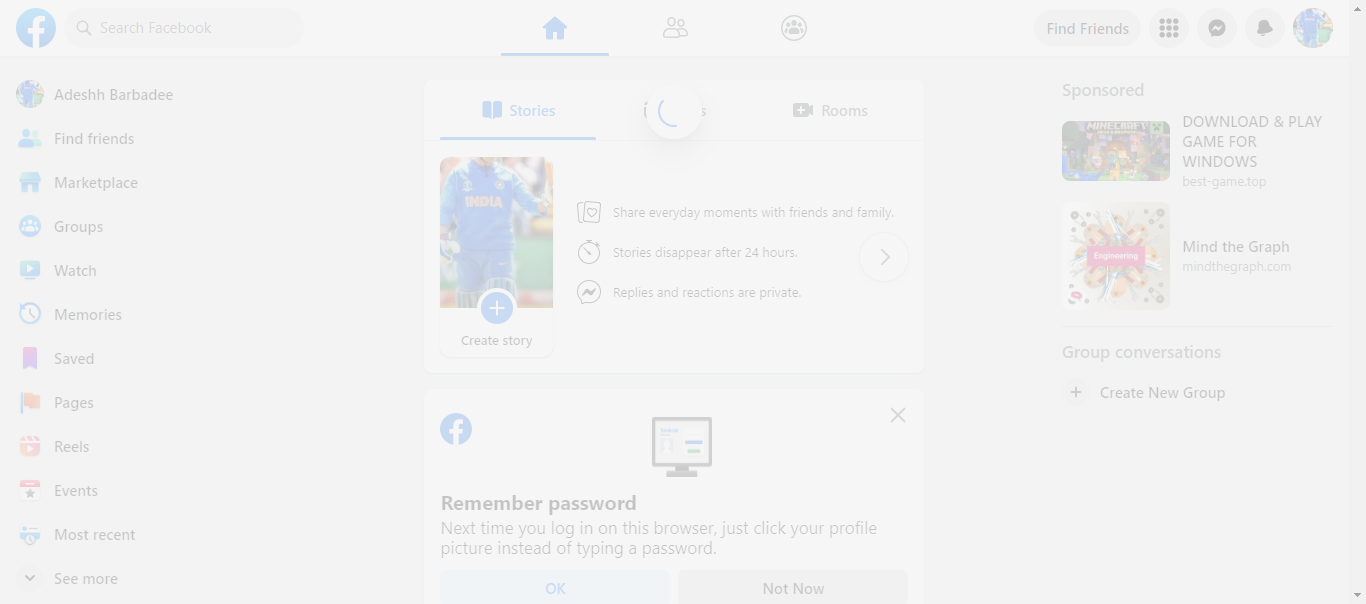 Search Facebook
Find Friends
Adeshh Barbadee
Find friends
Marketplace
Groups
Watch
Memories
Saved
Pages
Reels
Events
Most recent
See more
Stories
Rooms
INDIA
Create story
Share everyday moments with friends and family.
Stories disappear after 24 hours.
Replies and reactions are private.
Remember password
Next time you log in on this browser, just click your profile
picture instead of typing a password.
OK
Not Now
Sponsored
MINECRAFT
DOWNLOAD & PLAY
GAME FOR
WINDOWS
best-game.top
Engineering
Mind the Graph
mindthegraph.com
Group conversations
Create New Group